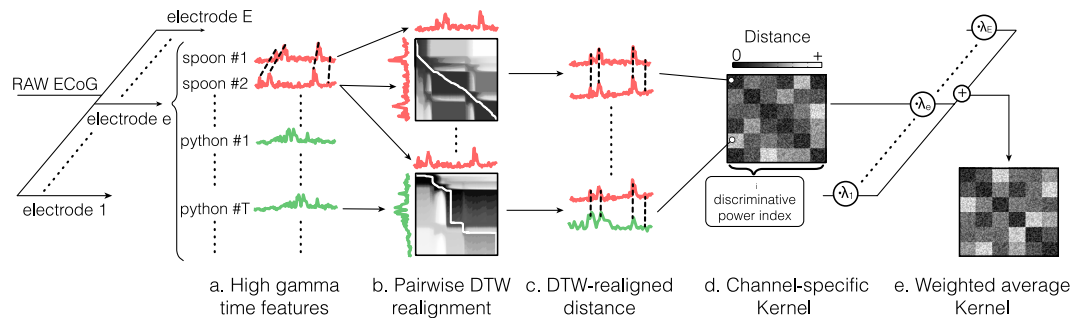 electrode E
RAW ECoG
electrode e
electrode 1
spoon #1
spoon #2
python #1
python #T
Distance
0
+
i
discriminative
power index
·λE
·λe
+
·λ1
a. High gamma
time features
b. Pairwise DTW
realignment
c. DTW-realigned
distance
d. Channel-specific
Kernel
e. Weighted average
Kernel